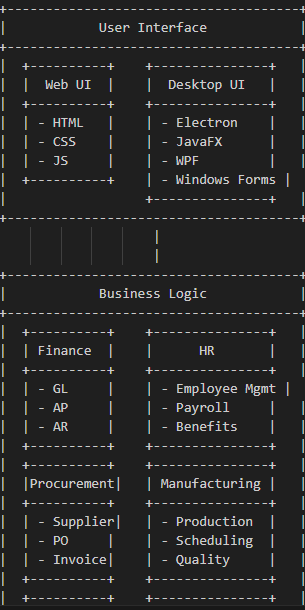 User Interface
Web UI Desktop UI
- HTML - Electron
- CSS - JavaFX
- JS - WPF
- Windows Forms
Business Logic
Finance HR
- GL - Employee Mgmt
- AP - Payroll
- AR - Benefits
Procurement Manufacturing
- Supplier - Production
- PO - Scheduling
- Invoice - Quality